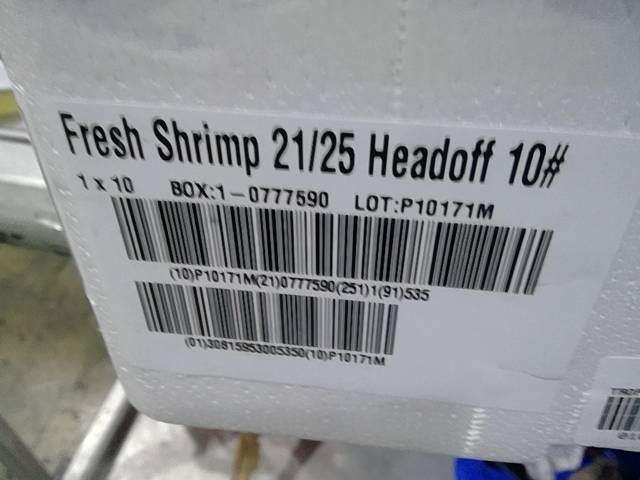 Fresh Shrimp 21/25 Headoff 10#
1 x 10 BOX:1-0777590 LOT:P10171M
(10)P10171M(21)0777590(251)1(91)535
(01)30815953005350(10)P10171M